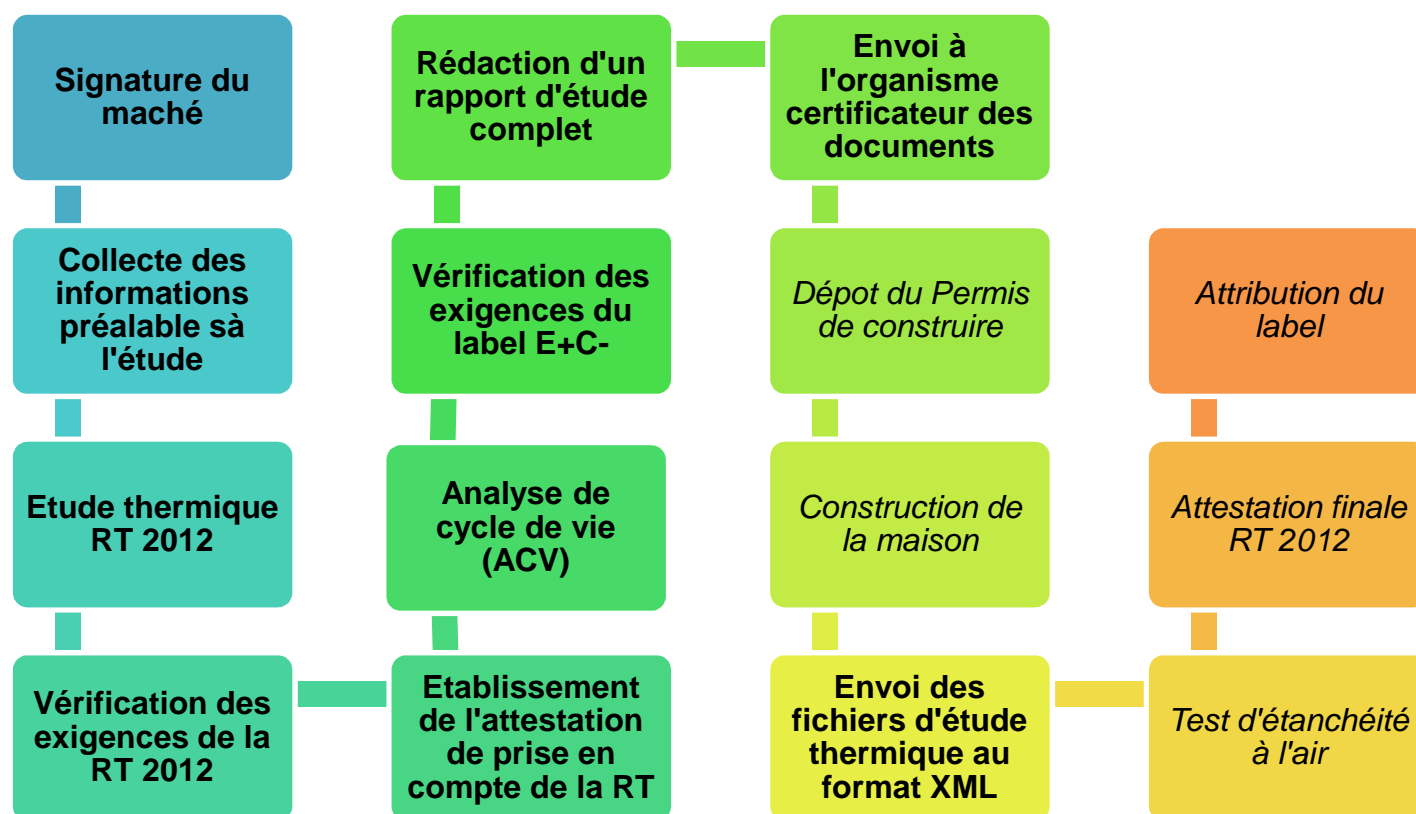 Signature du
maché
Collecte des
informations
préalable sà
l'étude
Etude thermique
RT 2012
Vérification des
exigences de la
RT 2012
Etablissement
de l'attestation
de prise en
compte de la RT
Analyse de
cycle de vie
(ACV)
Vérification des
exigences du
label E+C-
Rédaction d'un
rapport d'étude
complet
Envoi à
l'organisme
certificateur des
documents
Dépot du Permis
de construire
Construction de
la maison
Envoi des
fichiers d'étude
thermique au
format XML
Test d'étanchéité
à l'air
Attestation finale
RT 2012
Attribution du
label